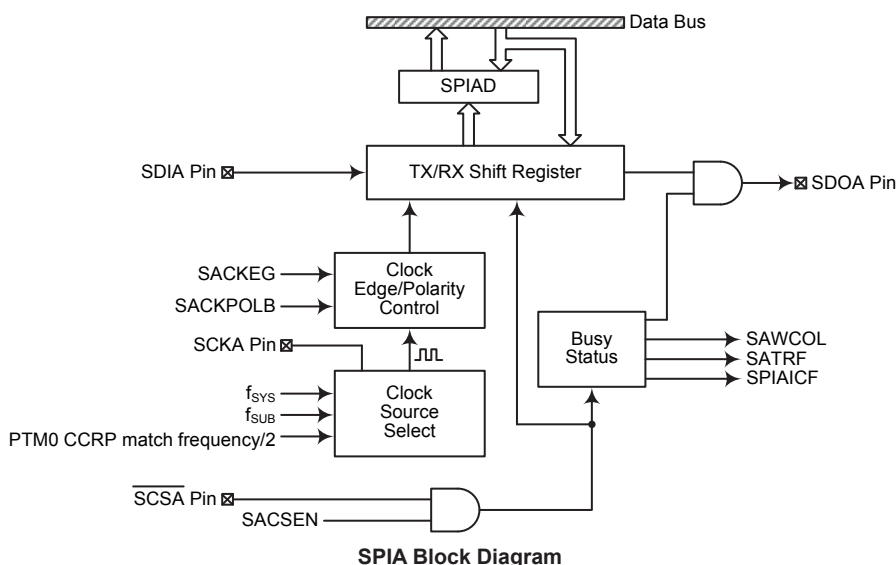 Data Bus
SPIAD
SDIA Pin
TX/RX Shift Register
SDOA Pin
SACKEG
SACKPOLB
Clock
Edge/Polarity
Control
SCKA Pin
Busy
Status
SAWCOL
SATRF
SPIAICF
fSYS
fSUB
PTM0 CCRP match frequency/2
Clock
Source
Select
SCSA Pin
SACSEN
SPIA Block Diagram